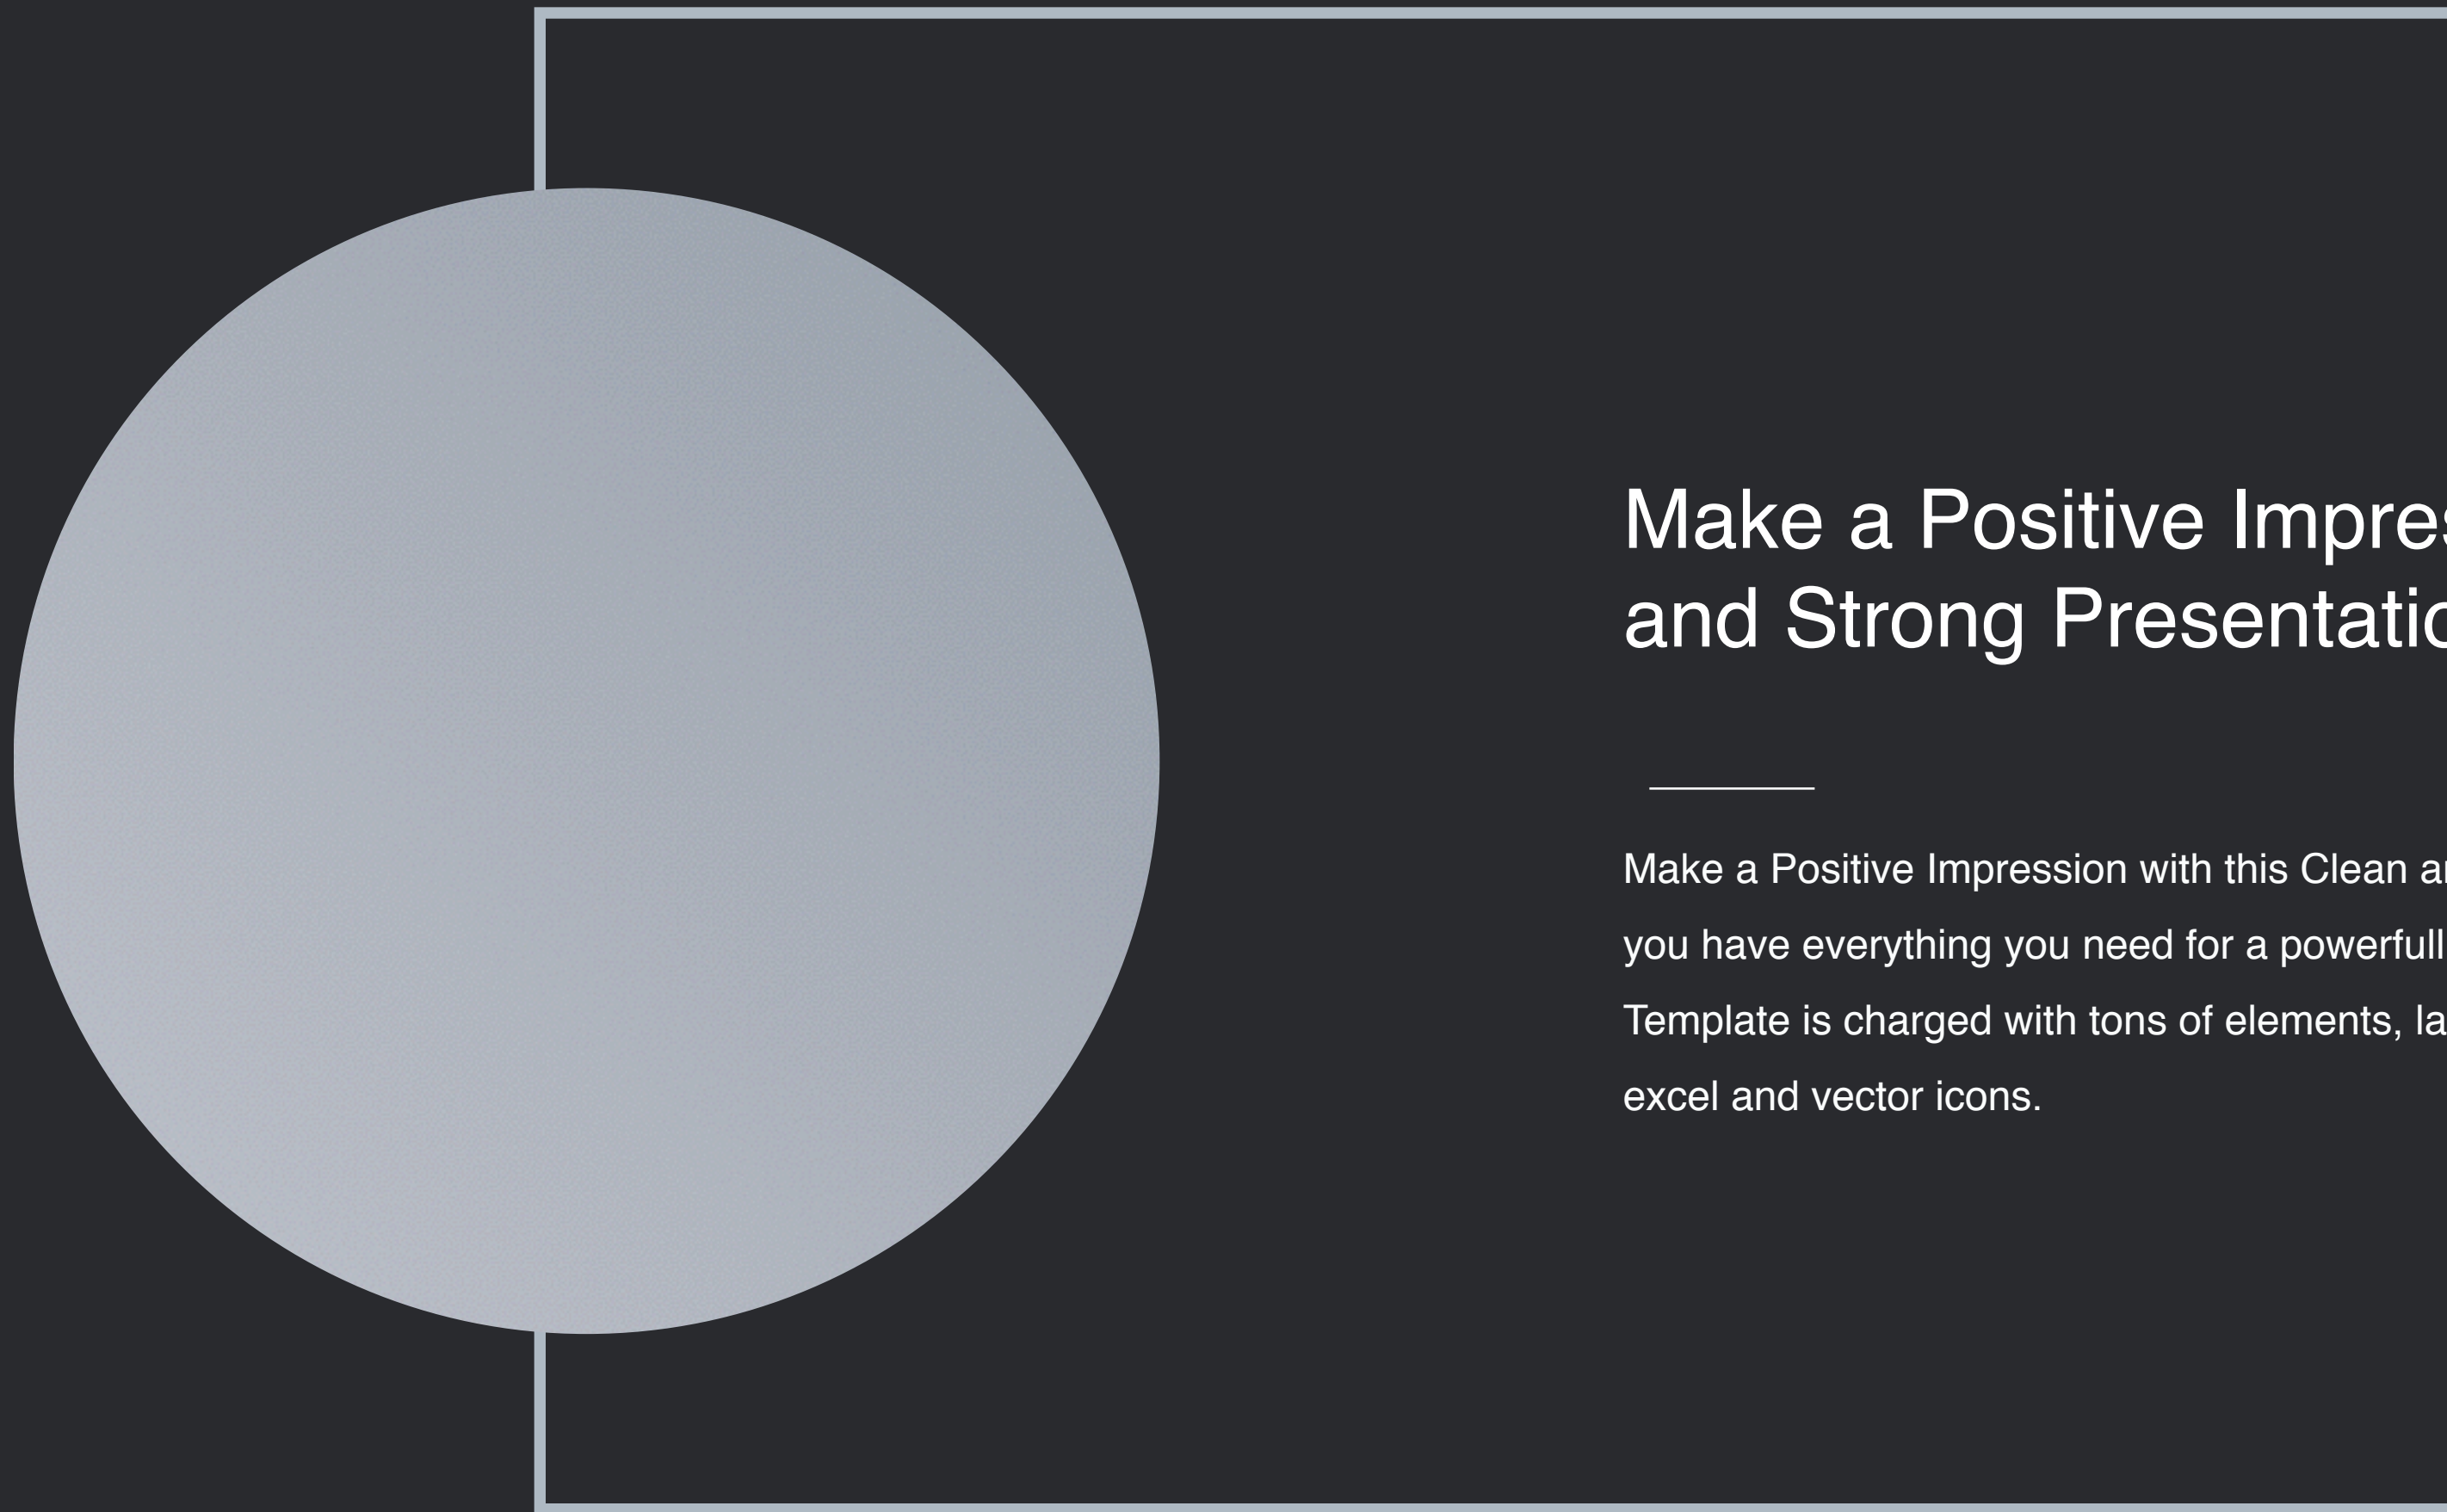 Make a Positive Impres
and Strong Presentatio
Make a Positive Impression with this Clean an
you have everything you need for a powerfull
Template is charged with tons of elements, la
excel and vector icons.